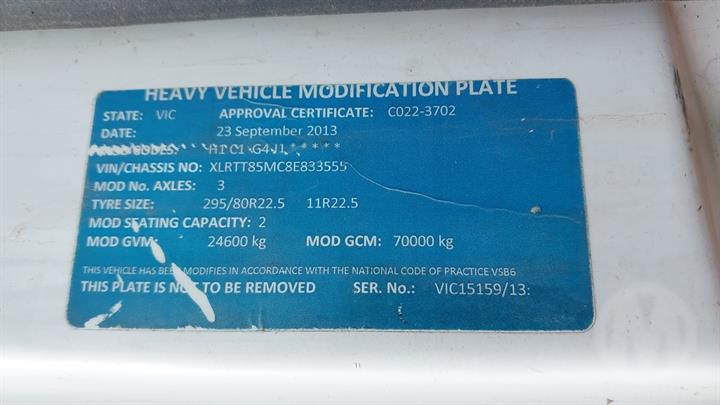 HEAVY VEHICLE MODIFICATION PLATE
STATE: VIC APPROVAL CERTIFICATE: C022-3702
DATE: 23 September 2013
CODES: G4J1 * * * * *
VIN/CHASSIS NO: XLRTT85MC8E833555
MOD No. AXLES: 3
TYRE SIZE: 295/80R22.5 11R22.5
MOD SEATING CAPACITY: 2
MOD GVM: 24600 kg MOD GCM: 70000 kg
THIS VEHICLE HAS BEEN MODIFIES IN ACCORDANCE WITH THE NATIONAL CODE OF PRACTICE VSB6
THIS PLATE IS NOT TO BE REMOVED SER. No.: VIC15159/13: